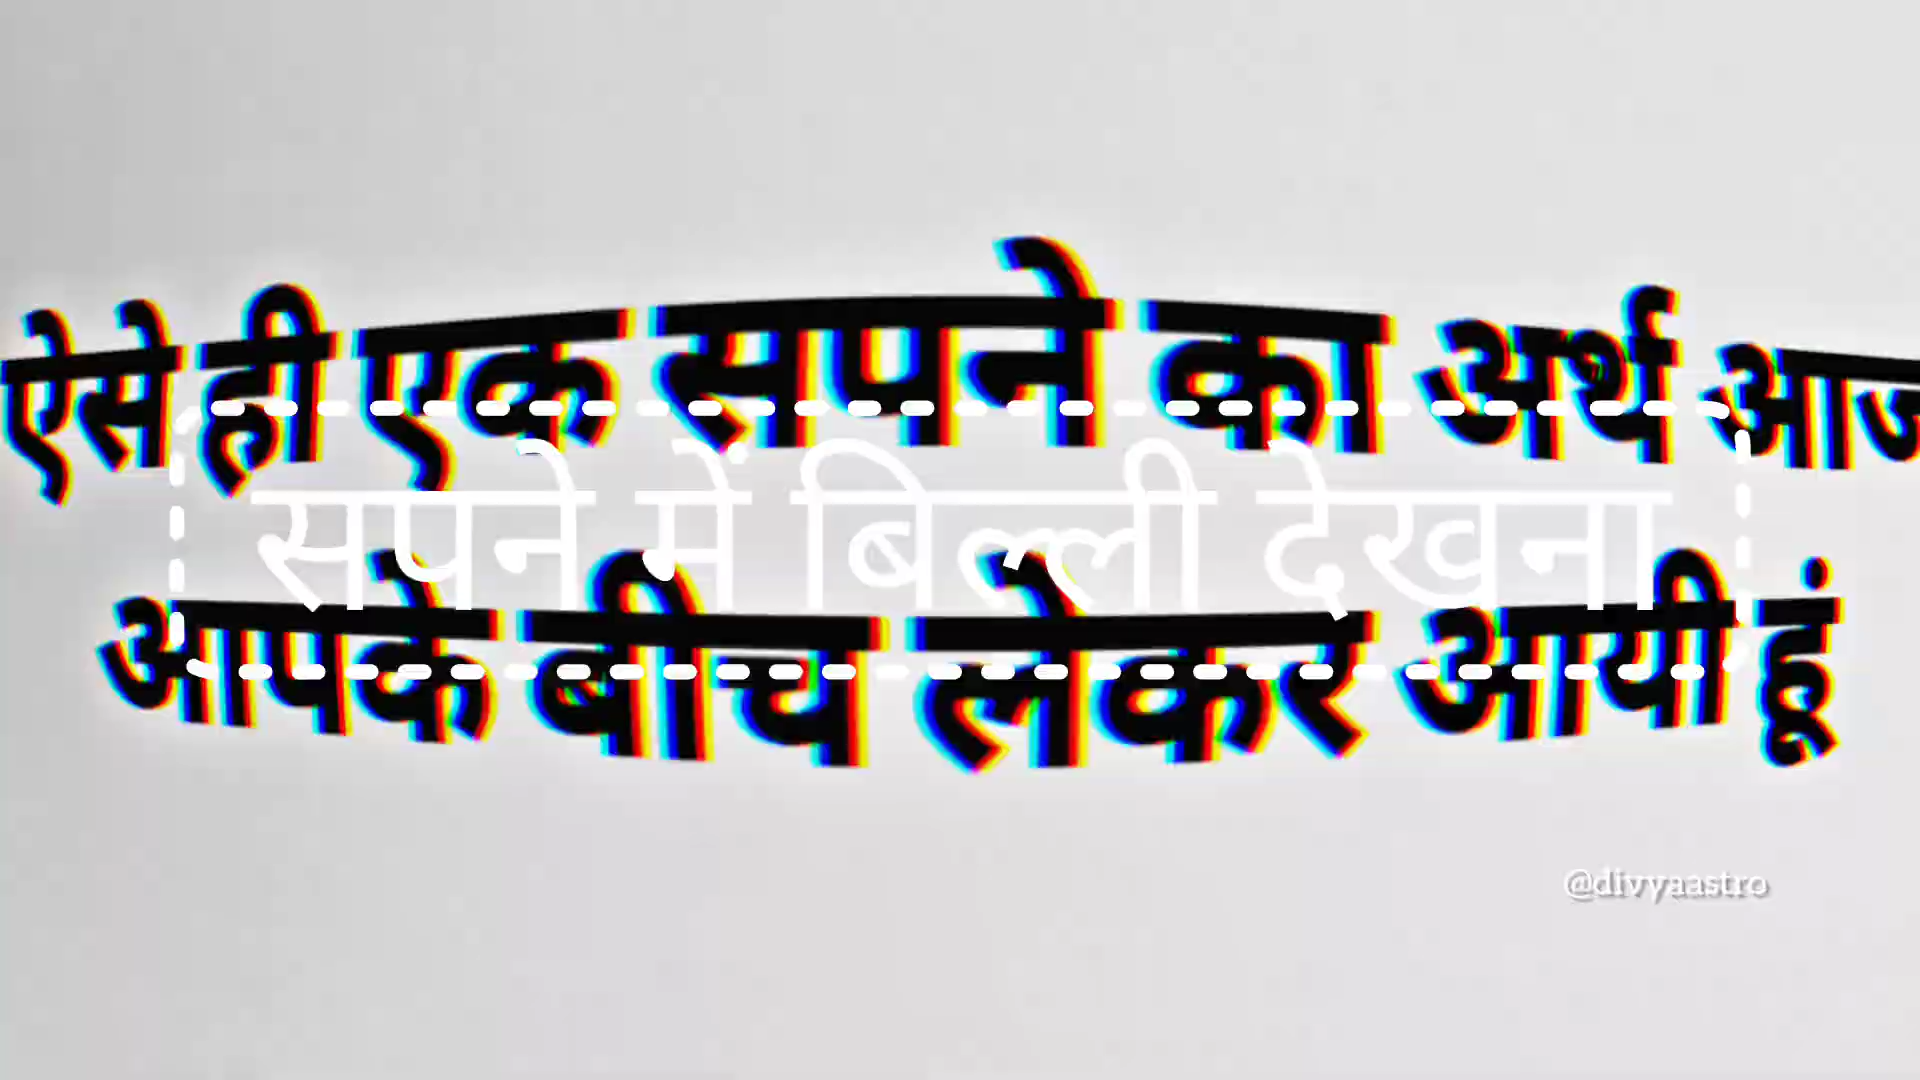 ऐसे ही एक सपने का अर्थ आज
सपने में बिल्ली देखना
आपके बीच लेकर आयी हूं
@divyaastro